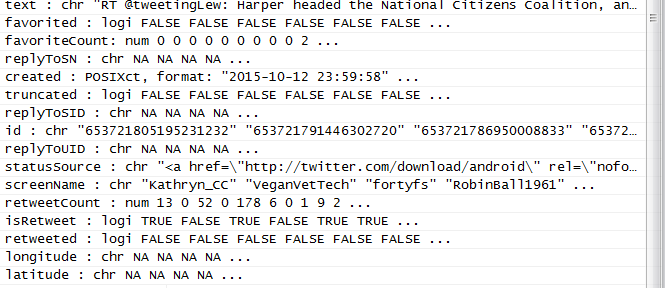 text : chr "RT @tweetingLew: Harper headed the National Citizens Coalition, an…
favorited : logi FALSE FALSE FALSE FALSE FALSE FALSE ...
favoriteCount: num 0 0 0 0 0 0 0 0 0 2 ...
replyToSN : chr NA NA NA NA ...
created : POSIXct, format: "2015-10-12 23:59:58" ...
truncated : logi FALSE FALSE FALSE FALSE FALSE FALSE ...
replyToSID : chr NA NA NA NA ...
id : chr "653721805195231232" "653721791446302720" "653721786950008833" "65372…
replyToUID : chr NA NA NA NA ...
statusSource : chr "<a href=\"http://twitter.com/download/android\" rel=\"nofo…
screenName : chr "Kathryn_CC" "VeganVetTech" "fortyfs" "RobinBall1961" ...
retweetCount : num 13 0 52 0 178 6 0 1 9 2 ...
isRetweet : logi TRUE FALSE TRUE FALSE TRUE TRUE ...
retweeted : logi FALSE FALSE FALSE FALSE FALSE FALSE ...
longitude : chr NA NA NA NA ...
latitude : chr NA NA NA NA ...